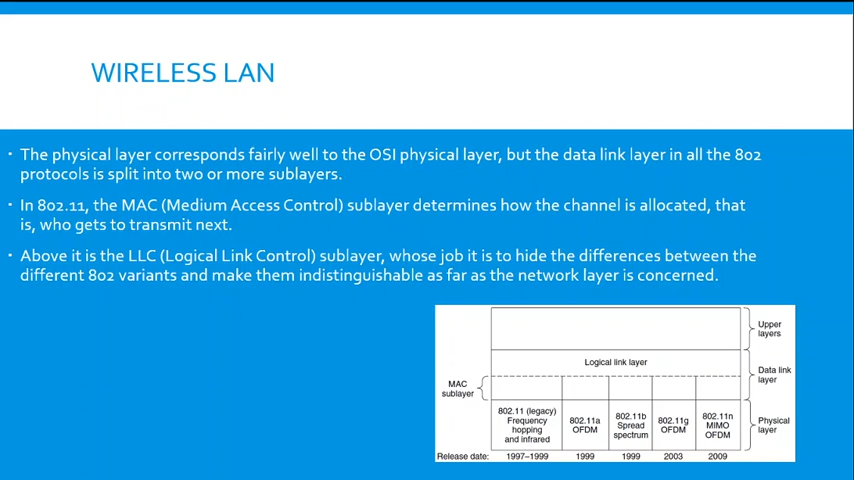 WIRELESS LAN
· The physical layer corresponds fairly well to the OSI physical layer, but the data link layer in all the 802
protocols is split into two or more sublayers.
· In 802.11, the MAC (Medium Access Control) sublayer determines how the channel is allocated, that
is, who gets to transmit next.
· Above it is the LLC (Logical Link Control) sublayer, whose job it is to hide the differences between the
different 802 variants and make them indistinguishable as far as the network layer is concerned.
Upper
layers
Logical link layer
Data link
layer
MAC
sublayer
802.11 (legacy)
Frequency
hopping
and infrared
802.11a
OFDM
802.11b
Spread
spectrum
802.11g
OFDM
802.11n
MIMO
OFDM
Physical
layer
Release date: 1997–1999 1999 1999 2003 2009